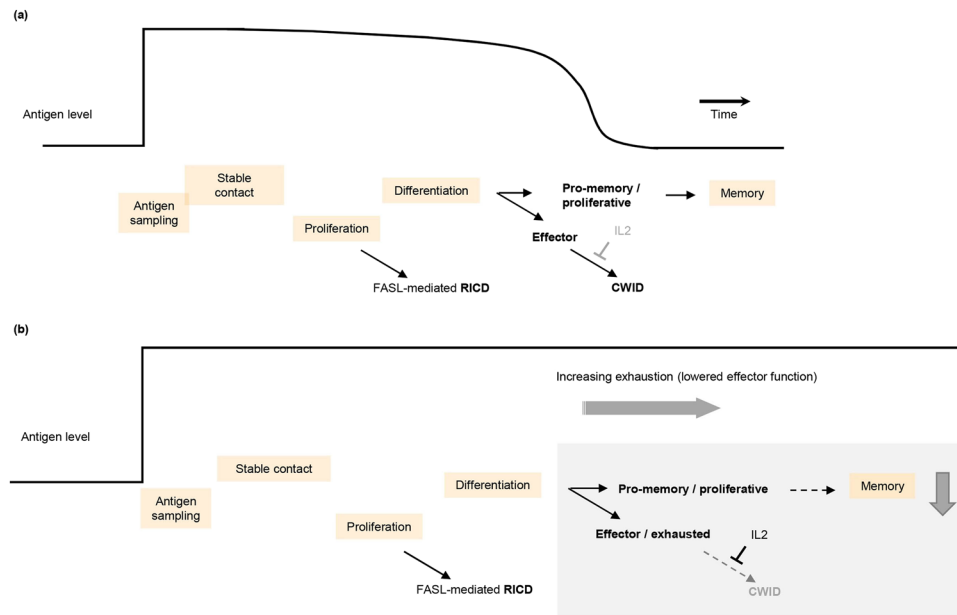 (a)
Antigen level
Time
Stable
contact
Differentiation
Pro-memory /
proliferative
Memory
Antigen
sampling
Proliferation
Effector
IL2
FASL-mediated RICD
CWID
(b)
Increasing exhaustion (lowered effector function)
Antigen level
Stable contact
Differentiation
Pro-memory / proliferative
Memory
Antigen
sampling
Proliferation
Effector / exhausted
IL2
FASL-mediated RICD
CWID